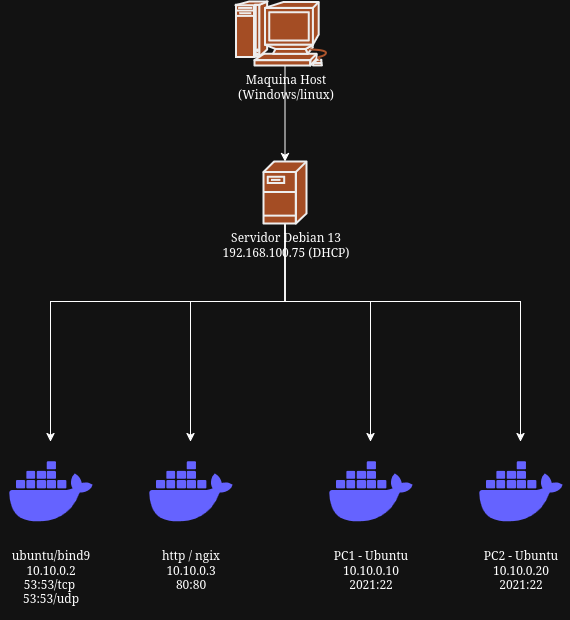 Maquina Host
(Windows/linux)
Servidor Debian 13
192.168.100.75 (DHCP)
ubuntu/bind9
10.10.0.2
53:53/tcp
53:53/udp
http / ngix
10.10.0.3
80:80
PC1 - Ubuntu
10.10.0.10
2021:22
PC2 - Ubuntu
10.10.0.20
2021:22